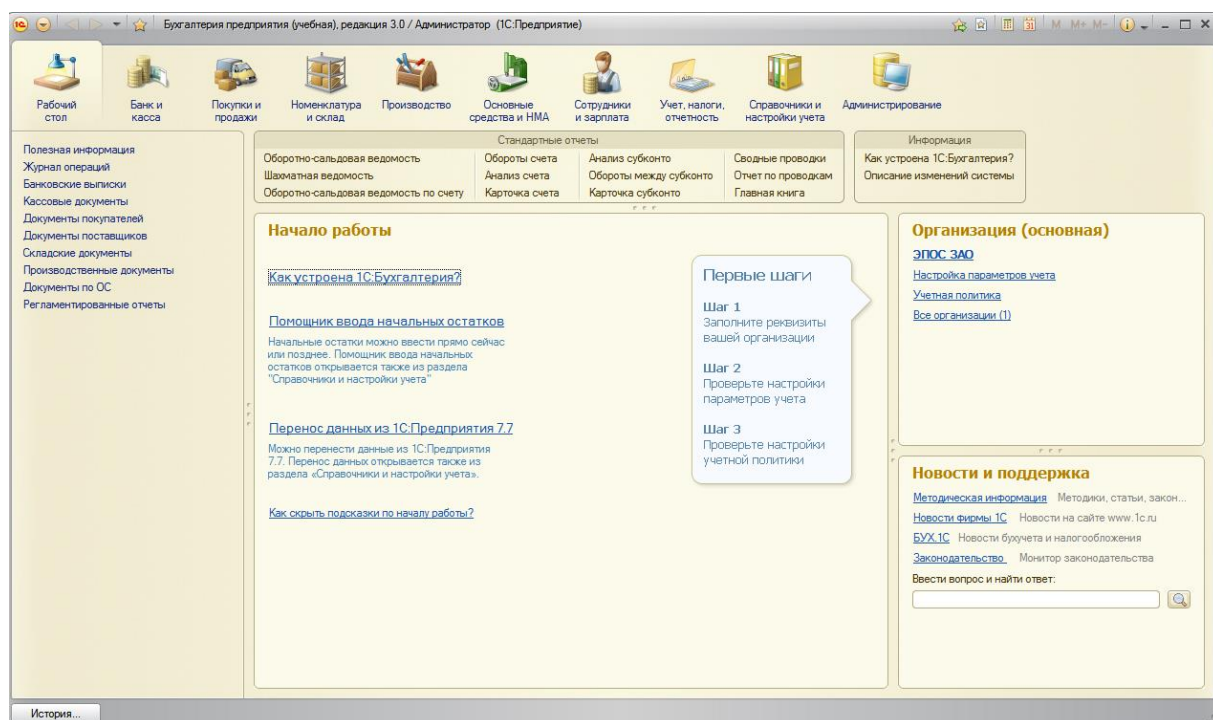 Бухгалтерия предприятия (учебная), редакция 3.0 / Администратор (1С:Предприятие)
M M+ M-
Рабочий стол
Банк и касса
Покупки и продажи
Номенклатура и склад
Производство
Основные средства и НМА
Сотрудники и зарплата
Учет, налоги, отчетность
Справочники и настройки учета
Администрирование
Полезная информация
Журнал операций
Банковские выписки
Кассовые документы
Документы покупателей
Документы поставщиков
Складские документы
Производственные документы
Документы по ОС
Регламентированные отчеты
Стандартные отчеты
Оборотно-сальдовая ведомость
Шахматная ведомость
Оборотно-сальдовая ведомость по счету
Обороты счета
Анализ счета
Карточка счета
Анализ субконто
Обороты между субконто
Карточка субконто
Сводные проводки
Отчет по проводкам
Главная книга
Информация
Как устроена 1С:Бухгалтерия?
Описание изменений системы
Начало работы
Как устроена 1С:Бухгалтерия?
Помощник ввода начальных остатков
Начальные остатки можно ввести прямо сейчас
или позднее. Помощник ввода начальных
остатков открывается также из раздела
"Справочники и настройки учета"
Перенос данных из 1С:Предприятия 7.7
Можно перенести данные из 1С:Предприятия
7.7. Перенос данных открывается также из
раздела «Справочники и настройки учета».
Как скрыть подсказки по началу работы?
Первые шаги
Шаг 1
Заполните реквизиты
вашей организации
Шаг 2
Проверьте настройки
параметров учета
Шаг 3
Проверьте настройки
учетной политики
Организация (основная)
ЭПОС ЗАО
Настройка параметров учета
Учетная политика
Все организации (1)
Новости и поддержка
Методическая информация Методики, статьи, закон...
Новости фирмы 1С Новости на сайте www.1c.ru
БУХ.1С Новости бухучета и налогообложения
Законодательство Монитор законодательства
Ввести вопрос и найти ответ:
История...